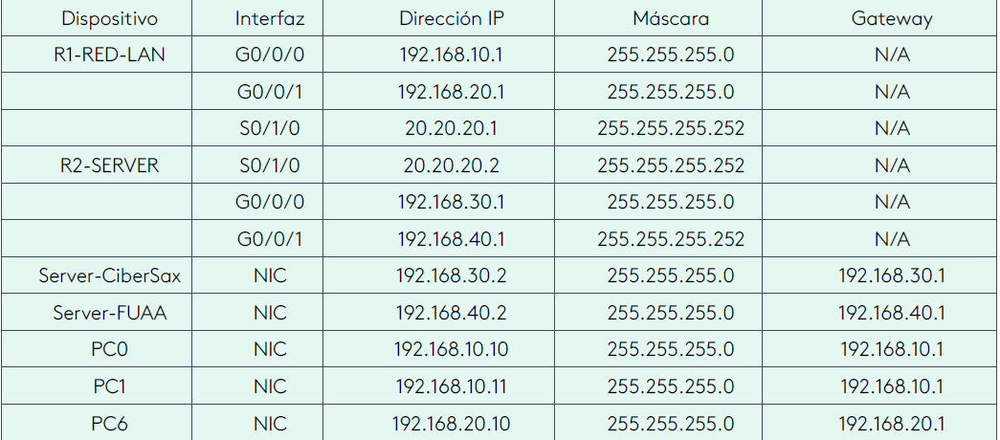 Dispositivo Interfaz Dirección IP Máscara Gateway
R1-RED-LAN G0/0/0 192.168.10.1 255.255.255.0 N/A
G0/0/1 192.168.20.1 255.255.255.0 N/A
S0/1/0 20.20.20.1 255.255.255.252 N/A
R2-SERVER S0/1/0 20.20.20.2 255.255.255.252 N/A
G0/0/0 192.168.30.1 255.255.255.0 N/A
G0/0/1 192.168.40.1 255.255.255.252 N/A
Server-CiberSax NIC 192.168.30.2 255.255.255.0 192.168.30.1
Server-FUAA NIC 192.168.40.2 255.255.255.0 192.168.40.1
PC0 NIC 192.168.10.10 255.255.255.0 192.168.10.1
PC1 NIC 192.168.10.11 255.255.255.0 192.168.10.1
PC6 NIC 192.168.20.10 255.255.255.0 192.168.20.1